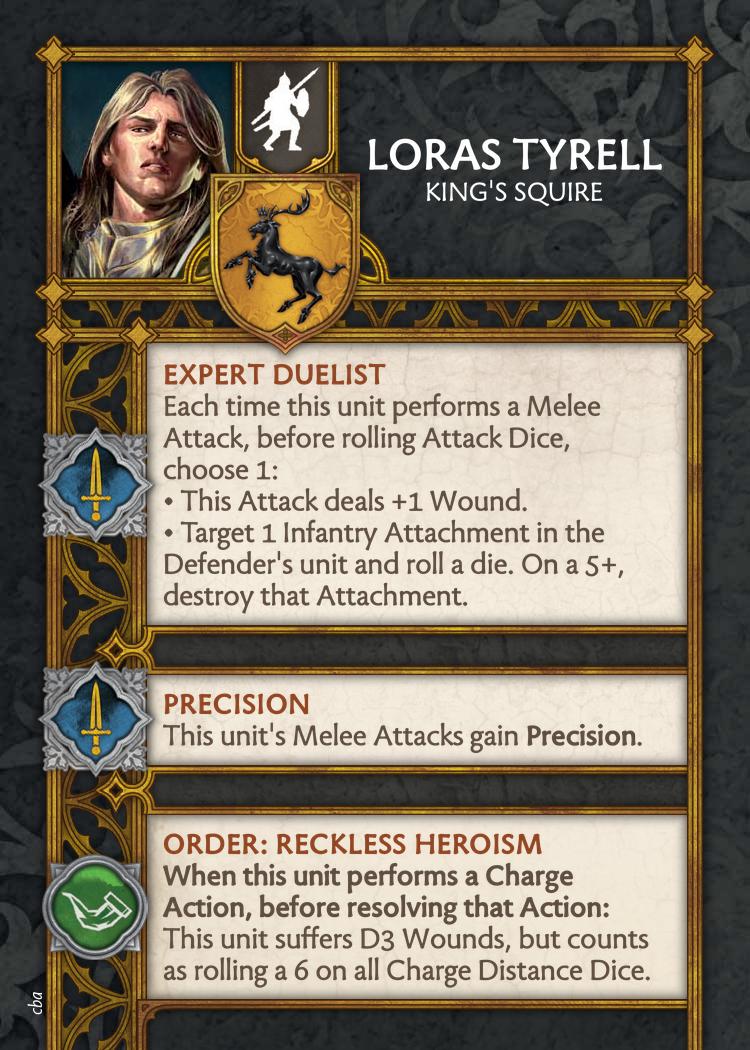 LORAS TYRELL
KING'S SQUIRE
EXPERT DUELIST
Each time this unit performs a Melee
Attack, before rolling Attack Dice,
choose 1:
• This Attack deals +1 Wound.
• Target 1 Infantry Attachment in the
Defender's unit and roll a die. On a 5+,
destroy that Attachment.
PRECISION
This unit's Melee Attacks gain Precision.
ORDER: RECKLESS HEROISM
When this unit performs a Charge
Action, before resolving that Action:
This unit suffers D3 Wounds, but counts
as rolling a 6 on all Charge Distance Dice.
cba